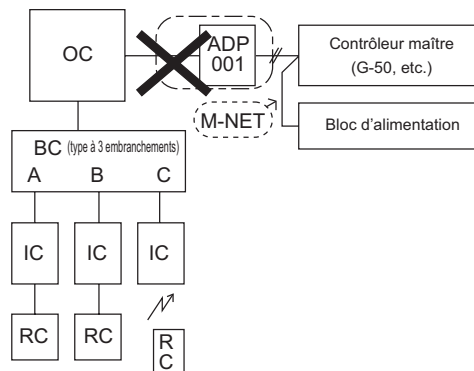 OC
ADP
001
Contrôleur maître
(G-50, etc.)
M-NET
Bloc d'alimentation
BC (type à 3 embranchements)
A B C
IC IC IC
RC RC R
C